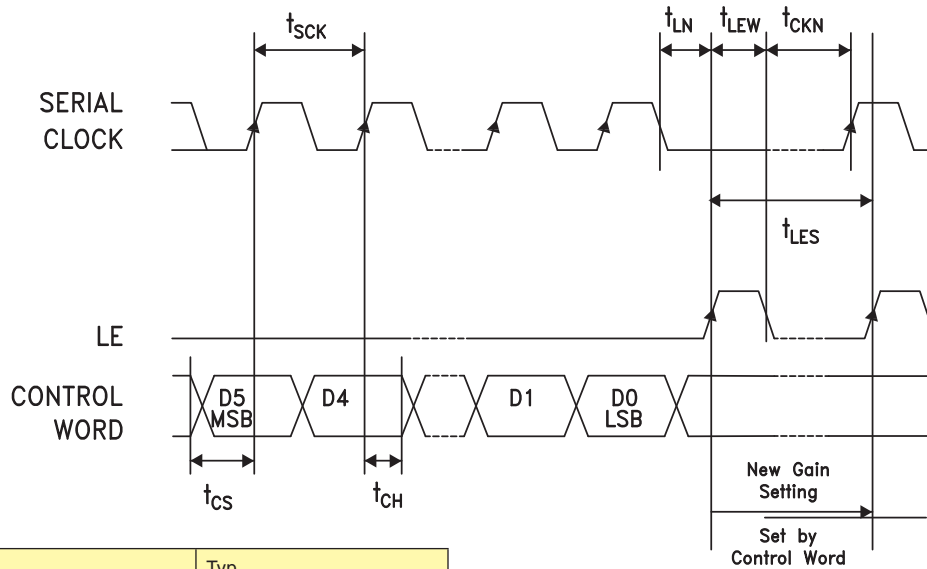 tSCK
tLN tLEW tCKN
SERIAL
CLOCK
tLES
LE
CONTROL
WORD
D5
MSB
D4
D1
D0
LSB
tCS
tCH
New Gain
Setting
Set by
Control Word
Typ